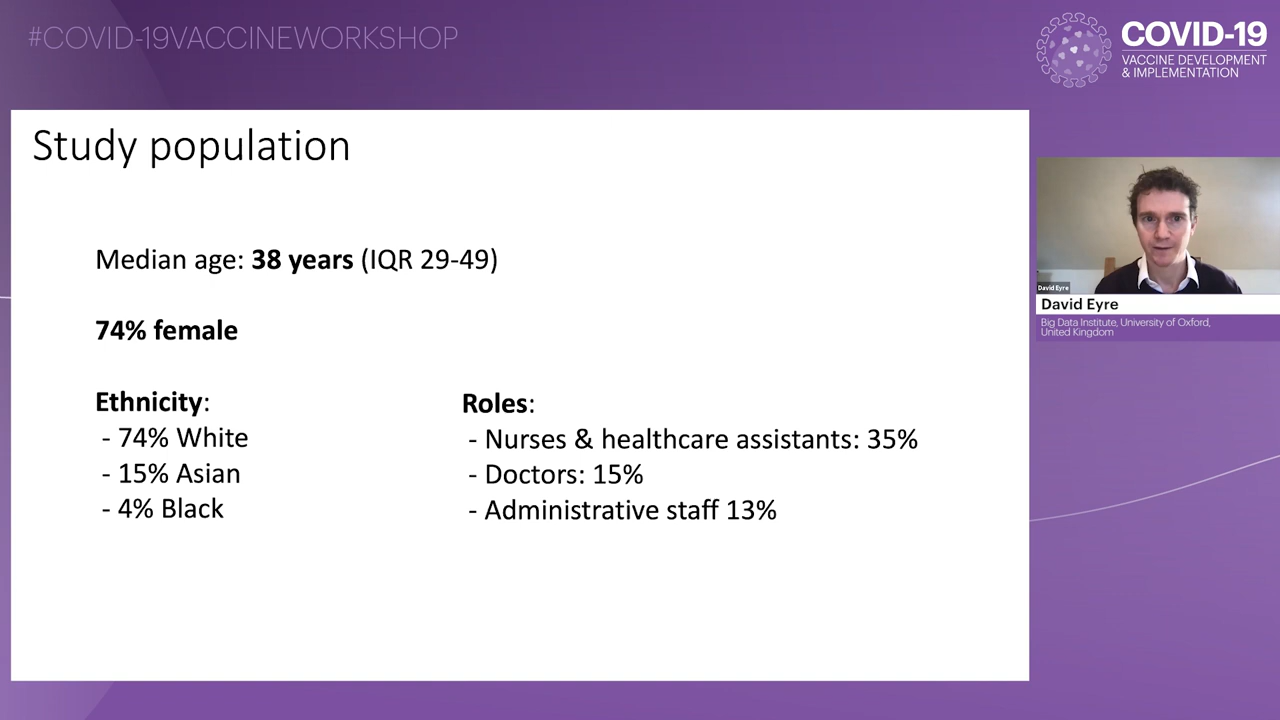 #COVID-19VACCINEWORKSHOP
COVID-19
VACCINE DEVELOPMENT
& IMPLEMENTATION
Study population
Median age: 38 years (IQR 29-49)
74% female
Ethnicity:
- 74% White
- 15% Asian
- 4% Black
Roles:
- Nurses & healthcare assistants: 35%
- Doctors: 15%
- Administrative staff 13%
David Eyre
David Eyre
Big Data Institute, University of Oxford,
United Kingdom